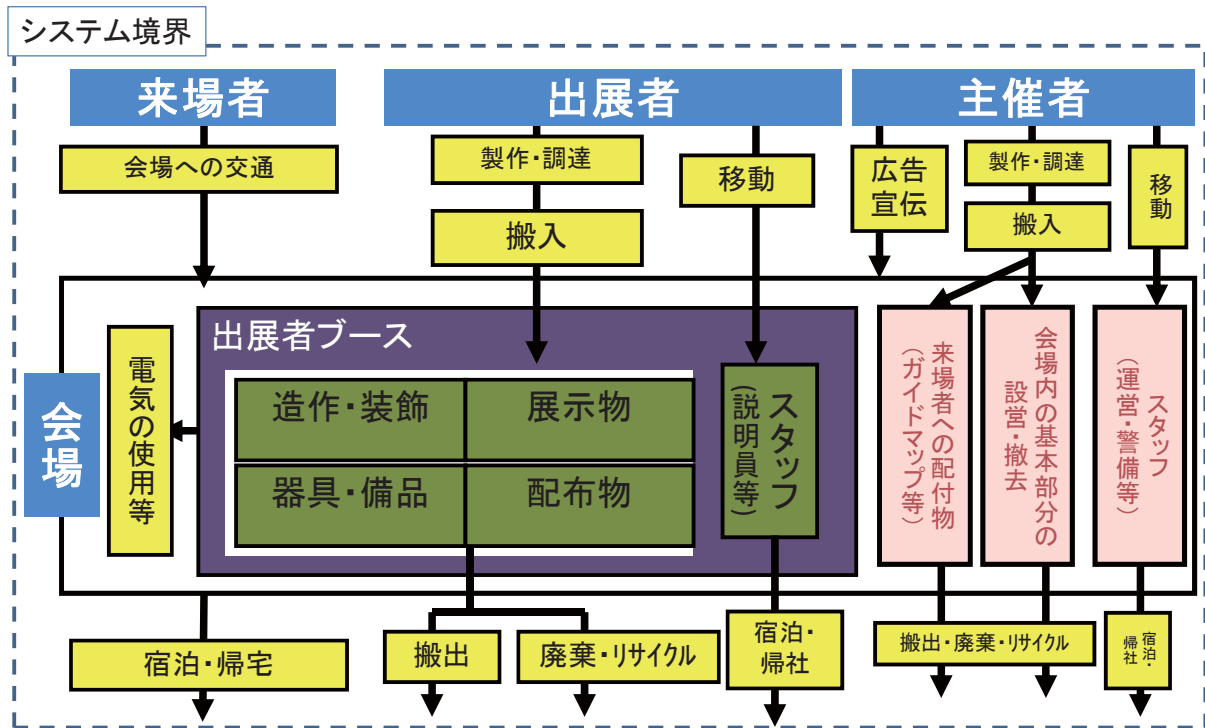 システム境界
来場者
出展者
主催者
会場への交通
製作・調達
搬入
移動
広告
宣伝
製作・調達
搬入
移動
会場
電気の使用等
出展者ブース
造作・装飾
展示物
器具・備品
配布物
スタッフ
(説明員等)
来場者への配付物
(ガイドマップ等)
会場内の基本部分の
設営・撤去
スタッフ
(運営・警備等)
宿泊・帰宅
搬出
廃棄・リサイクル
宿泊・
帰社
搬出・廃棄・リサイクル
宿泊・
帰社